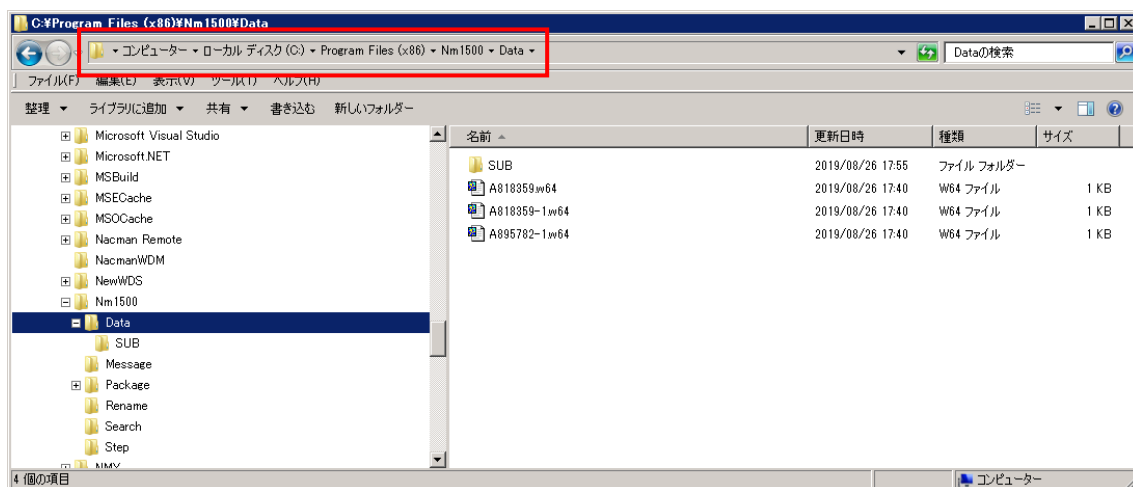 C:¥Program Files (x86)¥Nm1500¥Data
コンピューター ▾ ローカル ディスク (C:) ▾ Program Files (x86) ▾ Nm1500 ▾ Data ▾
Dataの検索
ファイル(F) 編集(E) 表示(V) ツール(T) ヘルプ(H)
整理 ▼ ライブラリに追加 ▼ 共有 ▼ 書き込む 新しいフォルダー
Microsoft Visual Studio
Microsoft.NET
MSBuild
MSECache
MSOCache
Nacman Remote
NacmanWDM
NewWDS
Nm1500
Data
SUB
Message
Package
Rename
Search
Step
NMY
名前 更新日時 種類 サイズ
SUB 2019/08/26 17:55 ファイル フォルダー
A818359.w64 2019/08/26 17:40 W64 ファイル 1 KB
A818359-1.w64 2019/08/26 17:40 W64 ファイル 1 KB
A895782-1.w64 2019/08/26 17:40 W64 ファイル 1 KB
4 個の項目
コンピューター